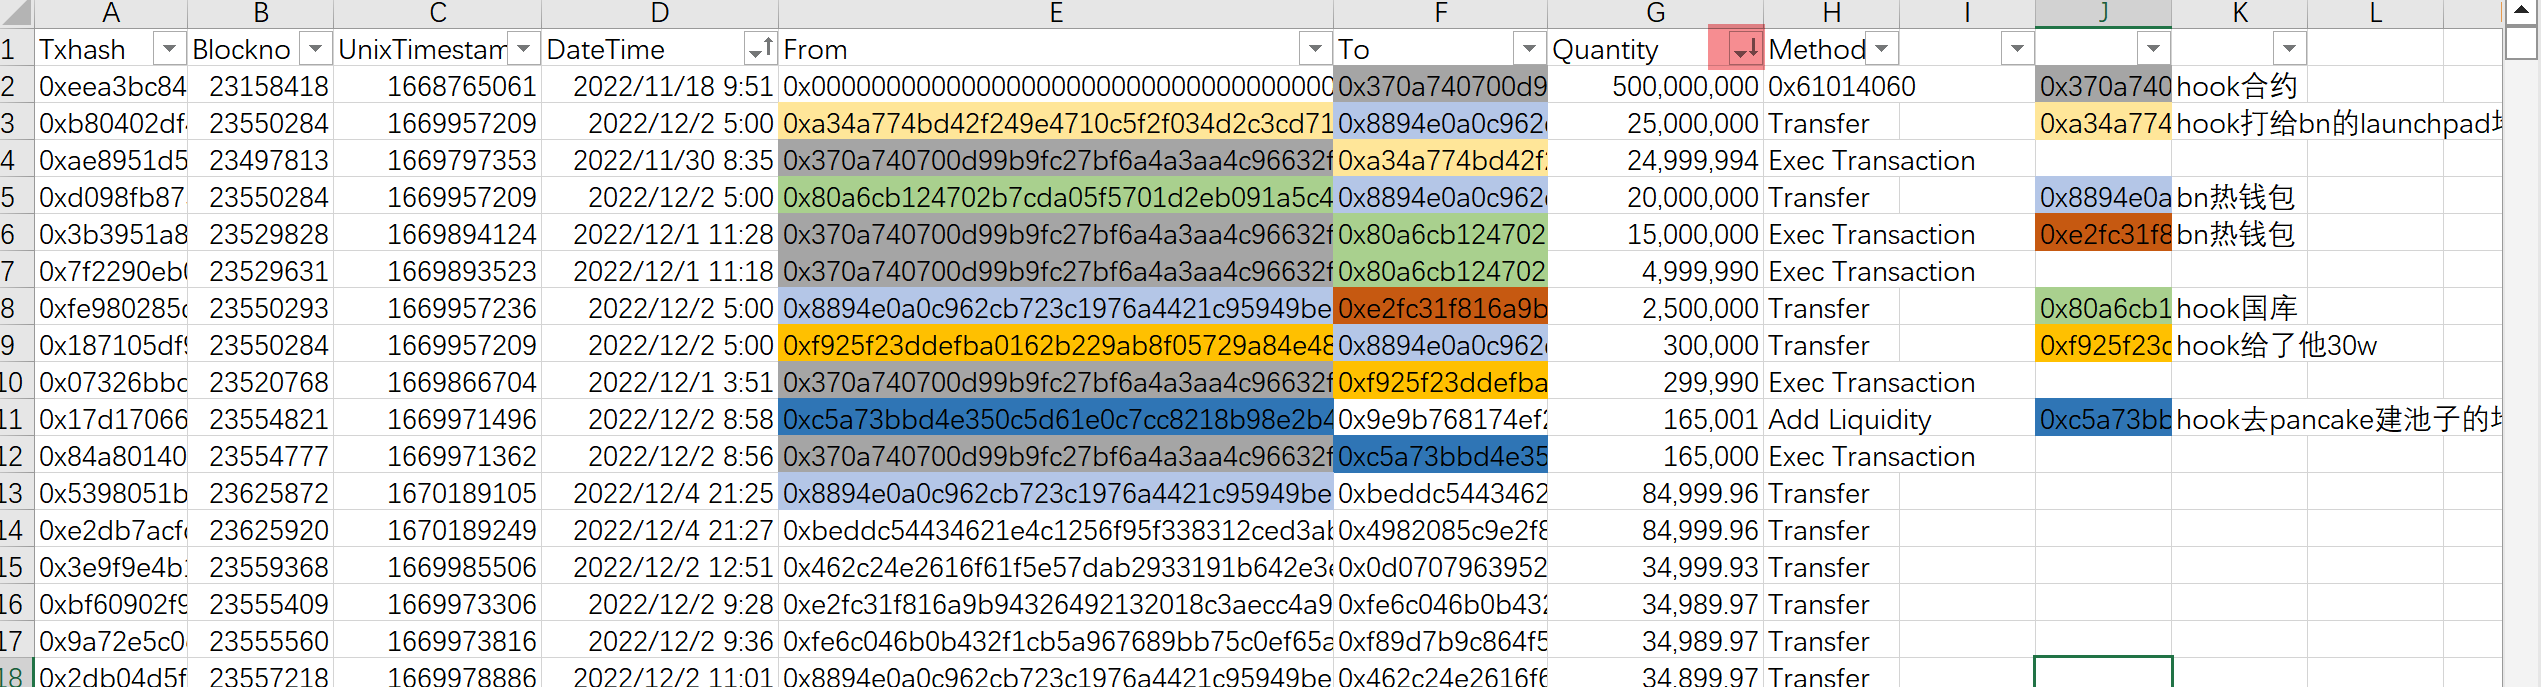 A B C D E F G H I J K L
1 Txhash Blockno UnixTimestam DateTime From To Quantity Method
2 0xeea3bc84 23158418 1668765061 2022/11/18 9:51 0x00000000000000000000000000000000000 0x370a740700d9 500,000,000 0x61014060 0x370a740 hook合约
3 0xb80402df 23550284 1669957209 2022/12/2 5:00 0xa34a774bd42f249e4710c5f2f034d2c3cd71 0x8894e0a0c962 25,000,000 Transfer 0xa34a774 hook打给bn的launchpad
4 0xae8951d5 23497813 1669797353 2022/11/30 8:35 0x370a740700d99b9fc27bf6a4a3aa4c96632f 0xa34a774bd42f 24,999,994 Exec Transaction
5 0xd098fb87 23550284 1669957209 2022/12/2 5:00 0x80a6cb124702b7cda05f5701d2eb091a5c4 0x8894e0a0c962 20,000,000 Transfer 0x8894e0a bn热钱包
6 0x3b3951a8 23529828 1669894124 2022/12/1 11:28 0x370a740700d99b9fc27bf6a4a3aa4c96632f 0x80a6cb124702 15,000,000 Exec Transaction 0xe2fc31f8 bn热钱包
7 0x7f2290eb 23529631 1669893523 2022/12/1 11:18 0x370a740700d99b9fc27bf6a4a3aa4c96632f 0x80a6cb124702 4,999,990 Exec Transaction
8 0xfe980285 23550293 1669957236 2022/12/2 5:00 0x8894e0a0c962cb723c1976a4421c95949be 0xe2fc31f816a9b 2,500,000 Transfer 0x80a6cb1 hook国库
9 0x187105df 23550284 1669957209 2022/12/2 5:00 0xf925f23ddefba0162b229ab8f05729a84e48 0x8894e0a0c962 300,000 Transfer 0xf925f23 hook给了他30w
10 0x07326bb 23520768 1669866704 2022/12/1 3:51 0x370a740700d99b9fc27bf6a4a3aa4c96632f 0xf925f23ddefba 299,990 Exec Transaction
11 0x17d17066 23554821 1669971496 2022/12/2 8:58 0xc5a73bbd4e350c5d61e0c7cc8218b98e2b4 0x9e9b768174ef 165,001 Add Liquidity 0xc5a73bb hook去pancake建池子的
12 0x84a80140 23554777 1669971362 2022/12/2 8:56 0x370a740700d99b9fc27bf6a4a3aa4c96632f 0xc5a73bbd4e35 165,000 Exec Transaction
13 0x5398051b 23625872 1670189105 2022/12/4 21:25 0x8894e0a0c962cb723c1976a4421c95949be 0xbeddc5443462 84,999.96 Transfer
14 0xe2db7acf 23625920 1670189249 2022/12/4 21:27 0xbeddc54434621e4c1256f95f338312ced3a 0x4982085c9e2f8 84,999.96 Transfer
15 0x3e9f9e4b 23559368 1669985506 2022/12/2 12:51 0x462c24e2616f61f5e57dab2933191b642e3 0x0d0707963952 34,999.93 Transfer
16 0xbf60902f9 23555409 1669973306 2022/12/2 9:28 0xe2fc31f816a9b94326492132018c3aecc4a9 0xfe6c046b0b43 34,989.97 Transfer
17 0x9a72e5c0 23555560 1669973816 2022/12/2 9:36 0xfe6c046b0b432f1cb5a967689bb75c0ef65a 0xf89d7b9c864f5 34,989.97 Transfer
18 0x2db04d5f 23557218 1669978886 2022/12/2 11:01 0x8894e0a0c962cb723c1976a4421c95949be 0x462c24e2616f6 34,899.97 Transfer